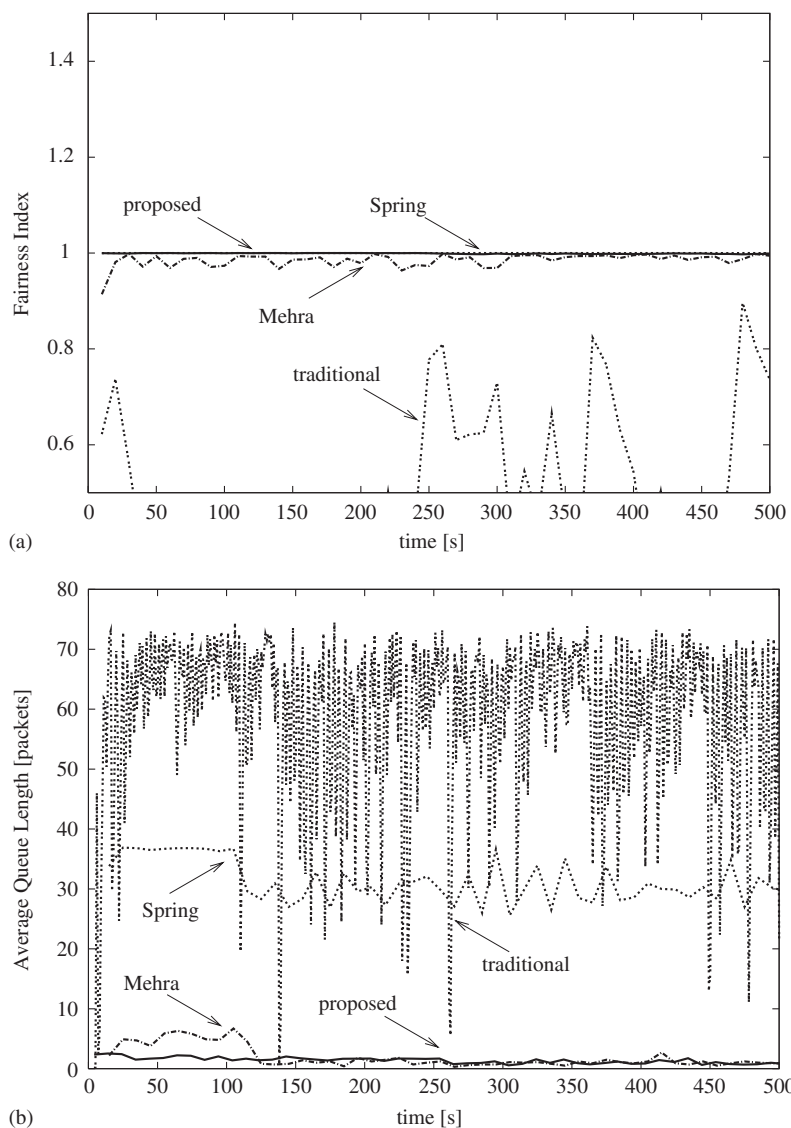 1.4
1.2
proposed
Spring
1
Mehra
0.8
traditional
0.6
Fairness Index
0 50 100 150 200 250 300 350 400 450 500
(a)
time [s]
80
70
60
50
40
30
20
10
0
Average Queue Length [packets]
Spring
traditional
Mehra
proposed
0 50 100 150 200 250 300 350 400 450 500
(b)
time [s]